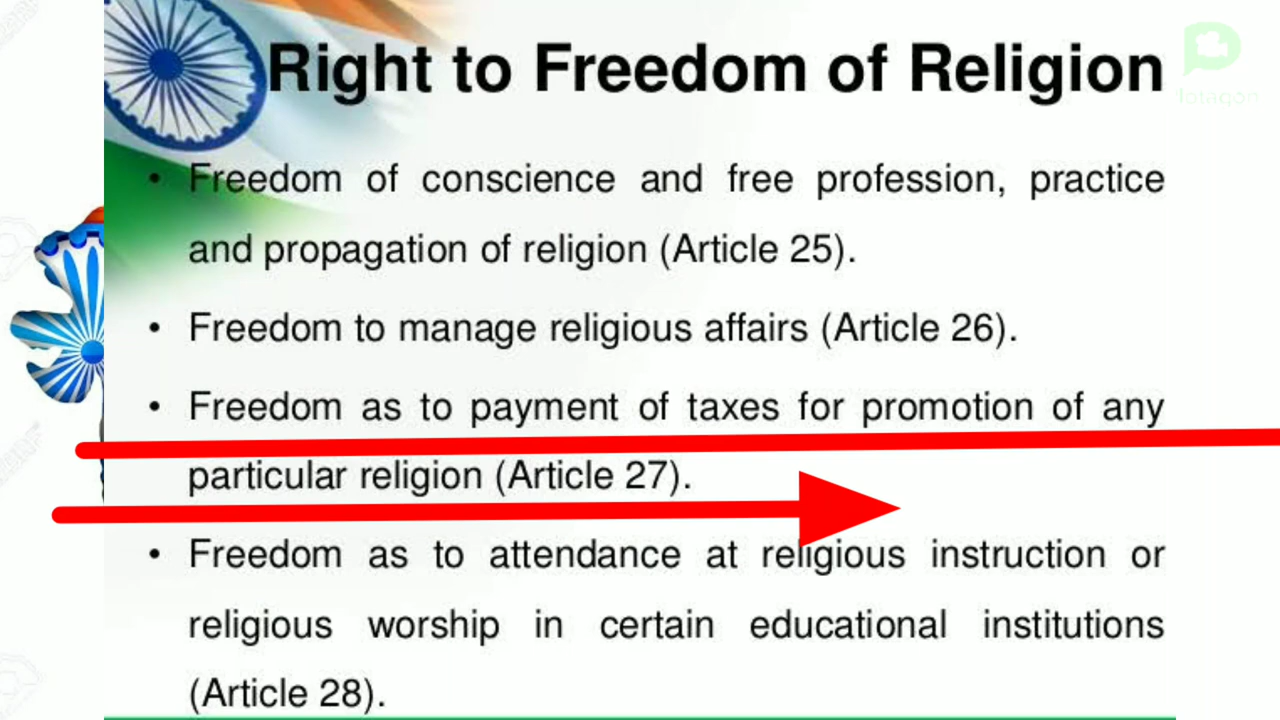 Right to Freedom of Religion
• Freedom of conscience and free profession, practice
and propagation of religion (Article 25).
• Freedom to manage religious affairs (Article 26).
• Freedom as to payment of taxes for promotion of any
particular religion (Article 27).
• Freedom as to attendance at religious instruction or
religious worship in certain educational institutions
(Article 28).